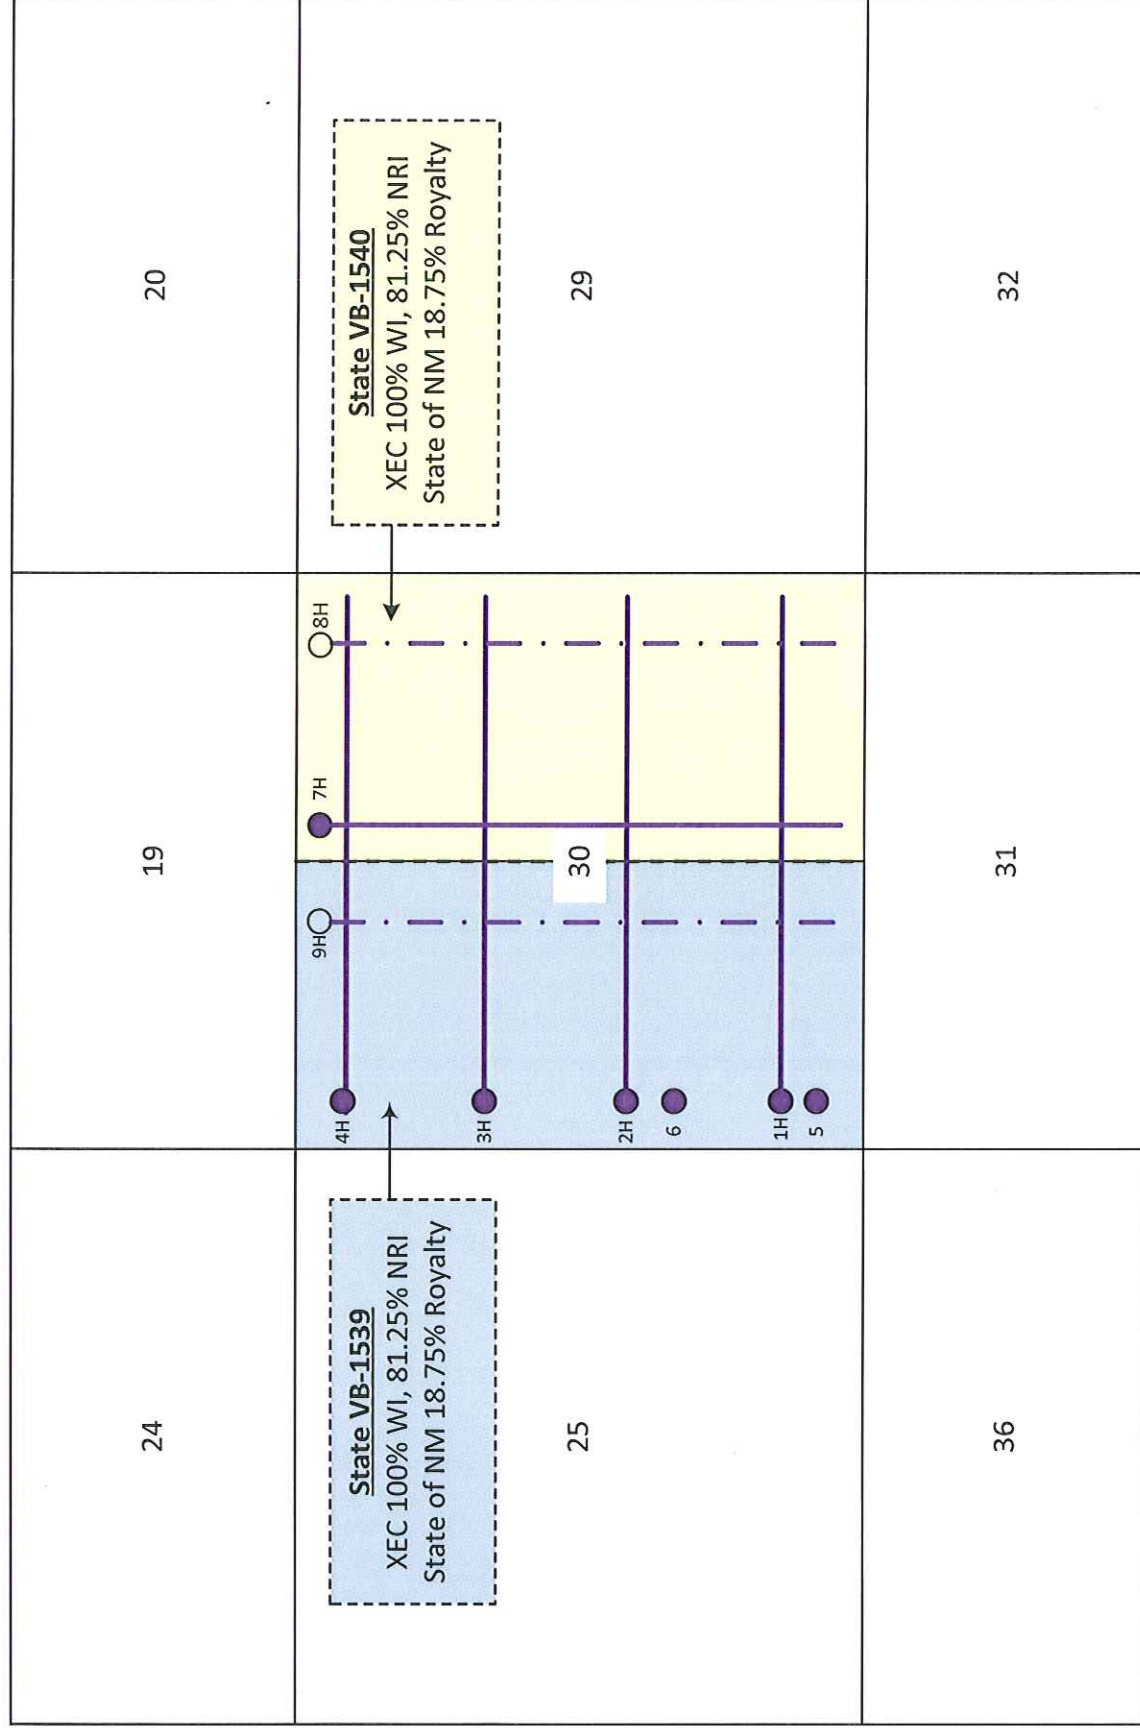 24
19
20
State VB-1539
XEC 100% WI, 81.25% NRI
State of NM 18.75% Royalty
State VB-1540
XEC 100% WI, 81.25% NRI
State of NM 18.75% Royalty
9H
7H
8H
4H
3H
2H
6
1H
5
25
30
29
36
31
32